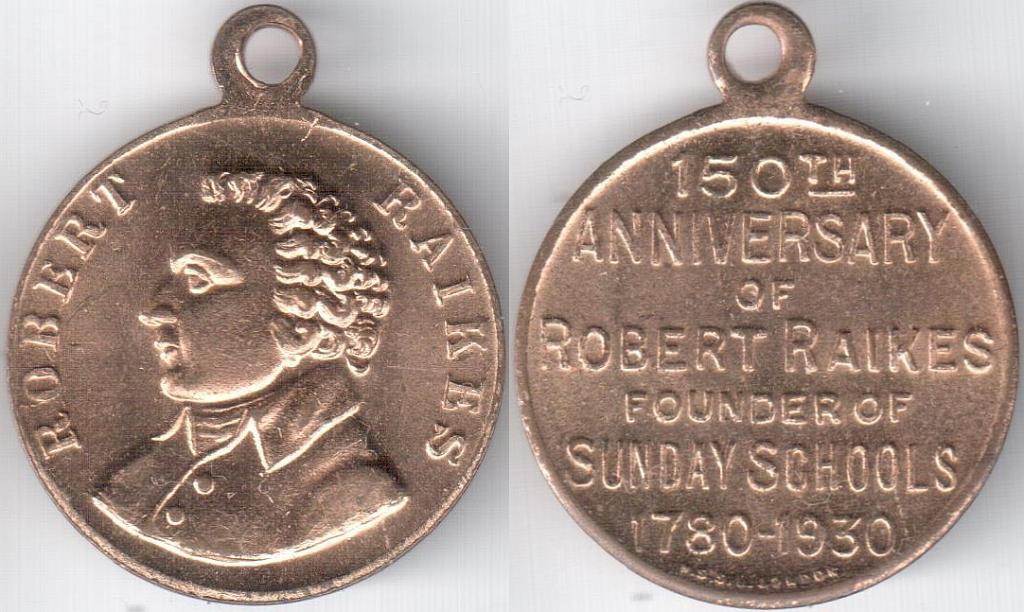 ROBERT RAIKES
150TH
ANNIVERSARY
OF
ROBERT RAIKES
FOUNDER OF
SUNDAY SCHOOLS
1780-1930